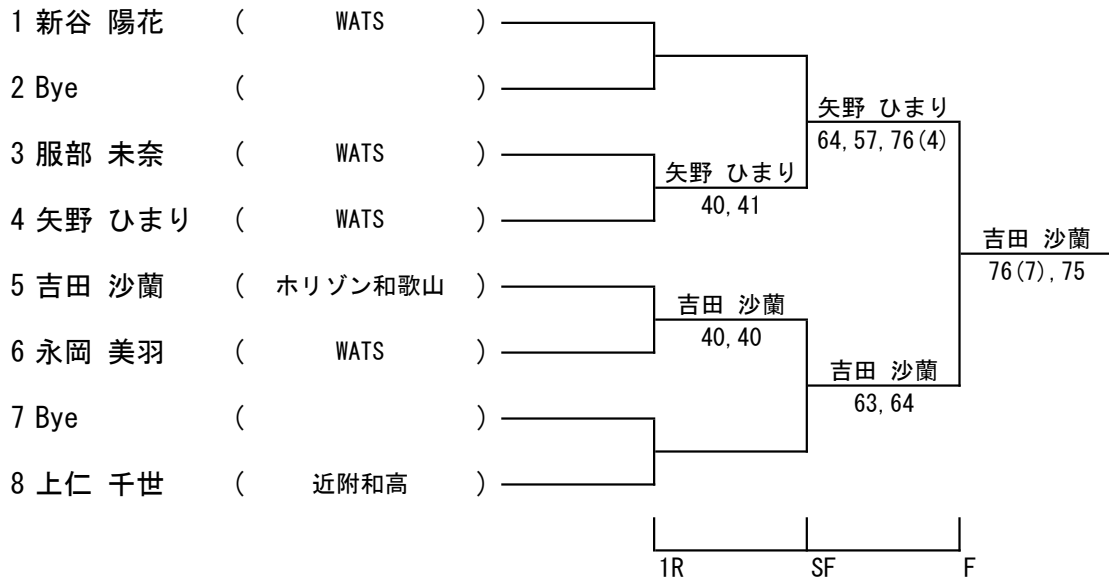 1 新谷 陽花 ( WATS )
2 Bye ( )
矢野 ひまり
64, 57, 76(4)
3 服部 未奈 ( WATS )
矢野 ひまり
40, 41
4 矢野 ひまり ( WATS )
吉田 沙蘭
76(7), 75
5 吉田 沙蘭 ( ホリゾン和歌山 )
吉田 沙蘭
40, 40
6 永岡 美羽 ( WATS )
吉田 沙蘭
63, 64
7 Bye ( )
8 上仁 千世 ( 近附和高 )
1R SF F